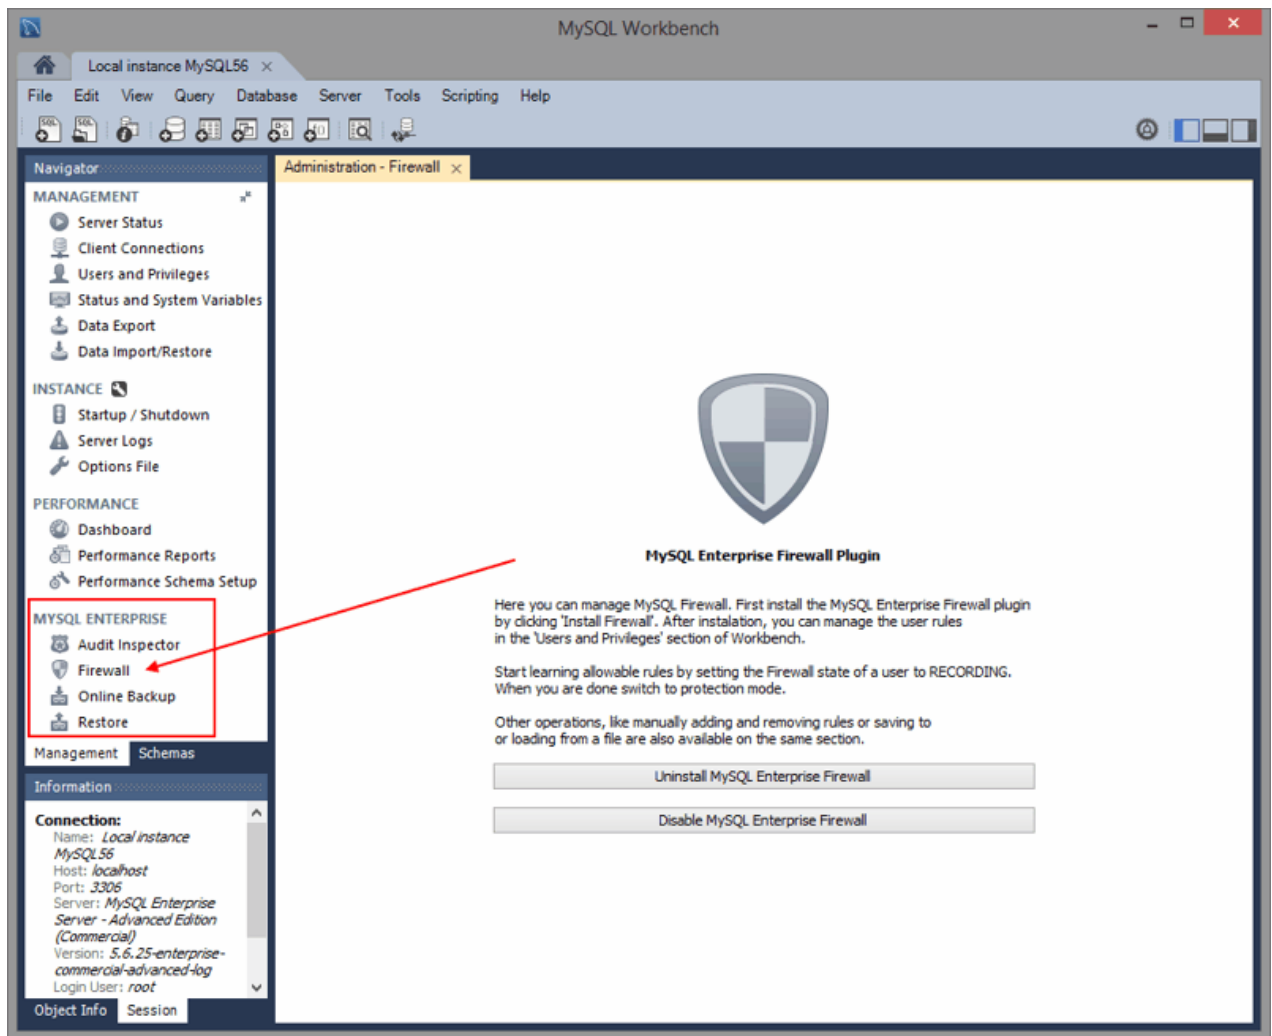 MySQL Workbench
Local instance MySQL56
File Edit View Query Database Server Tools Scripting Help
Navigator
MANAGEMENT
Server Status
Client Connections
Users and Privileges
Status and System Variables
Data Export
Data Import/Restore
INSTANCE
Startup / Shutdown
Server Logs
Options File
PERFORMANCE
Dashboard
Performance Reports
Performance Schema Setup
MYSQL ENTERPRISE
Audit Inspector
Firewall
Online Backup
Restore
Management Schemas
Information
Connection:
Name: Local instance
MySQL56
Host: localhost
Port: 3306
Server: MySQL Enterprise
Server - Advanced Edition
(Commercial)
Version: 5.6.25-enterprise-
commercial-advanced-log
Login User: root
Object Info Session
Administration - Firewall
MySQL Enterprise Firewall Plugin
Here you can manage MySQL Firewall. First install the MySQL Enterprise Firewall plugin
by clicking 'Install Firewall'. After instalation, you can manage the user rules
in the 'Users and Privileges' section of Workbench.
Start learning allowable rules by setting the Firewall state of a user to RECORDING.
When you are done switch to protection mode.
Other operations, like manually adding and removing rules or saving to
or loading from a file are also available on the same section.
Uninstall MySQL Enterprise Firewall
Disable MySQL Enterprise Firewall